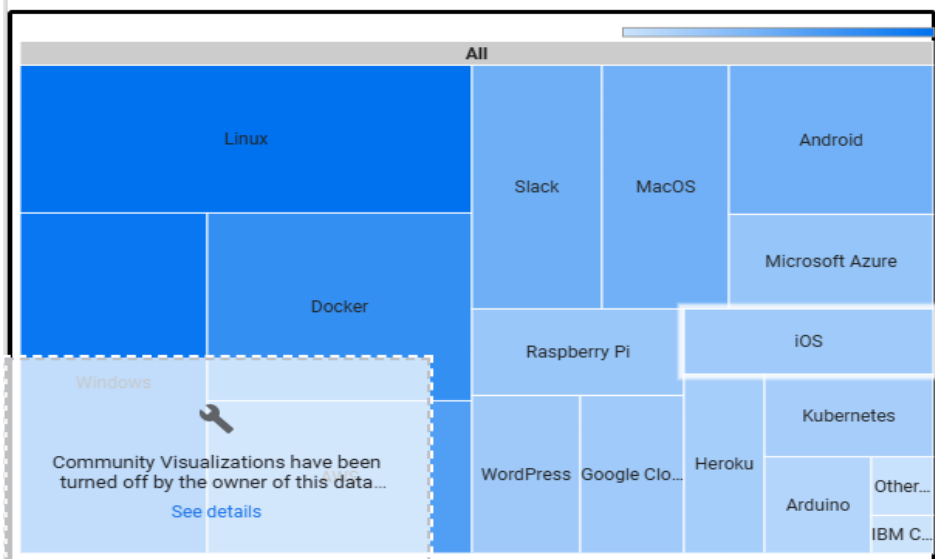 All
Linux
Slack
MacOS
Android
Microsoft Azure
Docker
iOS
Raspberry Pi
Windows
Kubernetes
WordPress
Google Clo...
Heroku
Arduino
Other...
IBM C...
AWS
Community Visualizations have been
turned off by the owner of this data...
See details